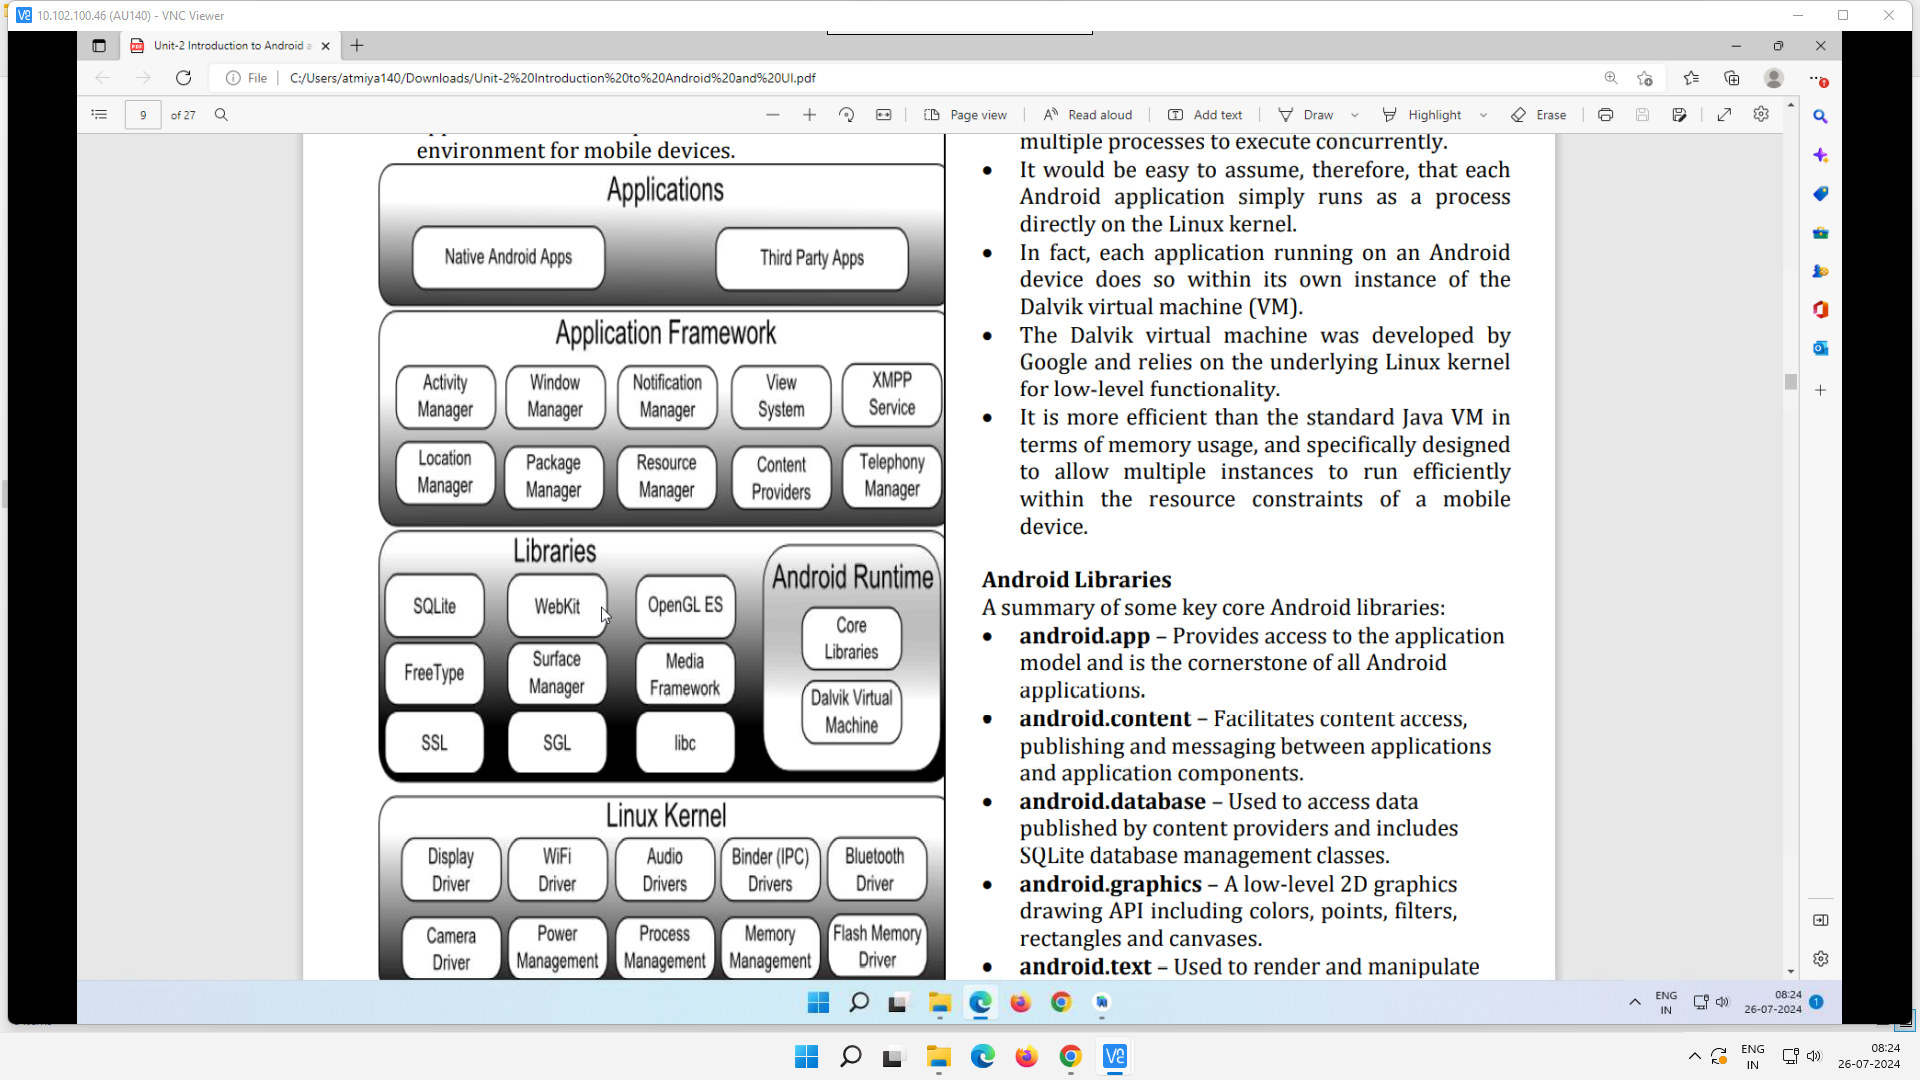 10.102.100.46 (AU140) - VNC Viewer
Unit-2 Introduction to Android a
File
C:/Users/atmiya140/Downloads/Unit-2%20Introduction%20to%20Android%20and%20UI.pdf
9 of 27
Page view
Read aloud
Add text
Draw
Highlight
Erase
environment for mobile devices.
Applications
Native Android Apps
Third Party Apps
Application Framework
Activity Manager
Window Manager
Notification Manager
View System
XMPP Service
Location Manager
Package Manager
Resource Manager
Content Providers
Telephony Manager
Libraries
SQLite
WebKit
OpenGL ES
FreeType
Surface Manager
Media Framework
SSL
SGL
libc
Android Runtime
Core Libraries
Dalvik Virtual Machine
Linux Kernel
Display Driver
WiFi Driver
Audio Drivers
Binder (IPC) Drivers
Bluetooth Driver
Camera Driver
Power Management
Process Management
Memory Management
Flash Memory Driver
multiple processes to execute concurrently.
• It would be easy to assume, therefore, that each
Android application simply runs as a process
directly on the Linux kernel.
• In fact, each application running on an Android
device does so within its own instance of the
Dalvik virtual machine (VM).
• The Dalvik virtual machine was developed by
Google and relies on the underlying Linux kernel
for low-level functionality.
• It is more efficient than the standard Java VM in
terms of memory usage, and specifically designed
to allow multiple instances to run efficiently
within the resource constraints of a mobile
device.
Android Libraries
A summary of some key core Android libraries:
• android.app – Provides access to the application
model and is the cornerstone of all Android
applications.
• android.content – Facilitates content access,
publishing and messaging between applications
and application components.
• android.database – Used to access data
published by content providers and includes
SQLite database management classes.
• android.graphics – A low-level 2D graphics
drawing API including colors, points, filters,
rectangles and canvases.
• android.text – Used to render and manipulate
ENG
IN
08:24
26-07-2024
1
ENG
IN
08:24
26-07-2024